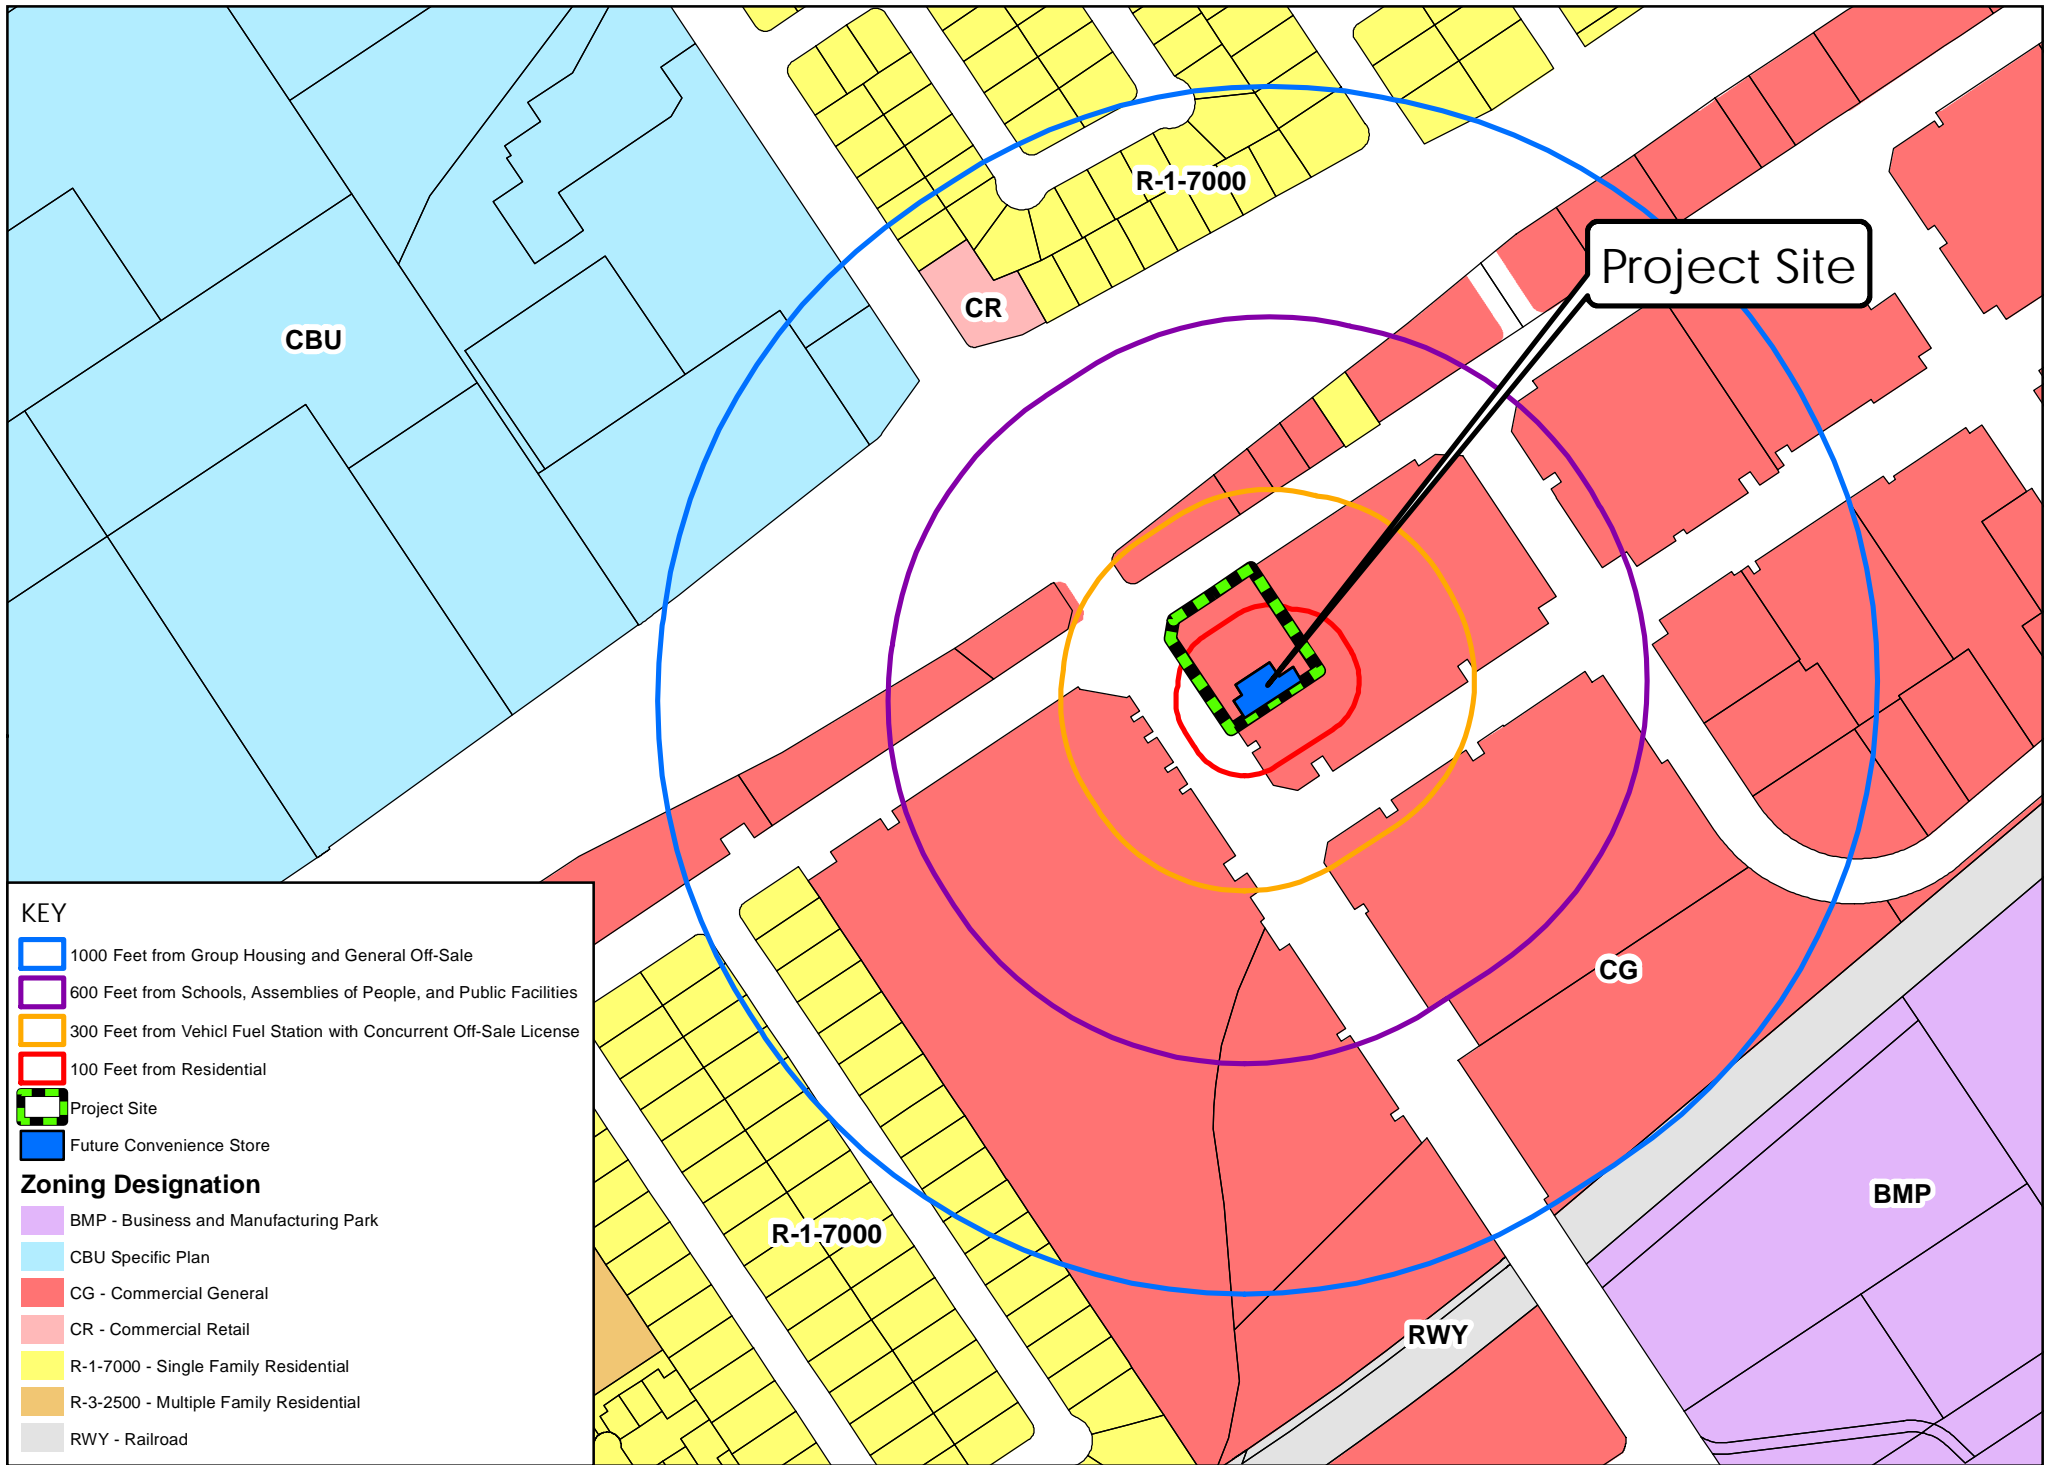 R-1-7000
Project Site
CR
CBU
CG
BMP
R-1-7000
RWY
KEY
1000 Feet from Group Housing and General Off-Sale
600 Feet from Schools, Assemblies of People, and Public Facilities
300 Feet from Vehicl Fuel Station with Concurrent Off-Sale License
100 Feet from Residential
Project Site
Future Convenience Store
Zoning Designation
BMP - Business and Manufacturing Park
CBU Specific Plan
CG - Commercial General
CR - Commercial Retail
R-1-7000 - Single Family Residential
R-3-2500 - Multiple Family Residential
RWY - Railroad